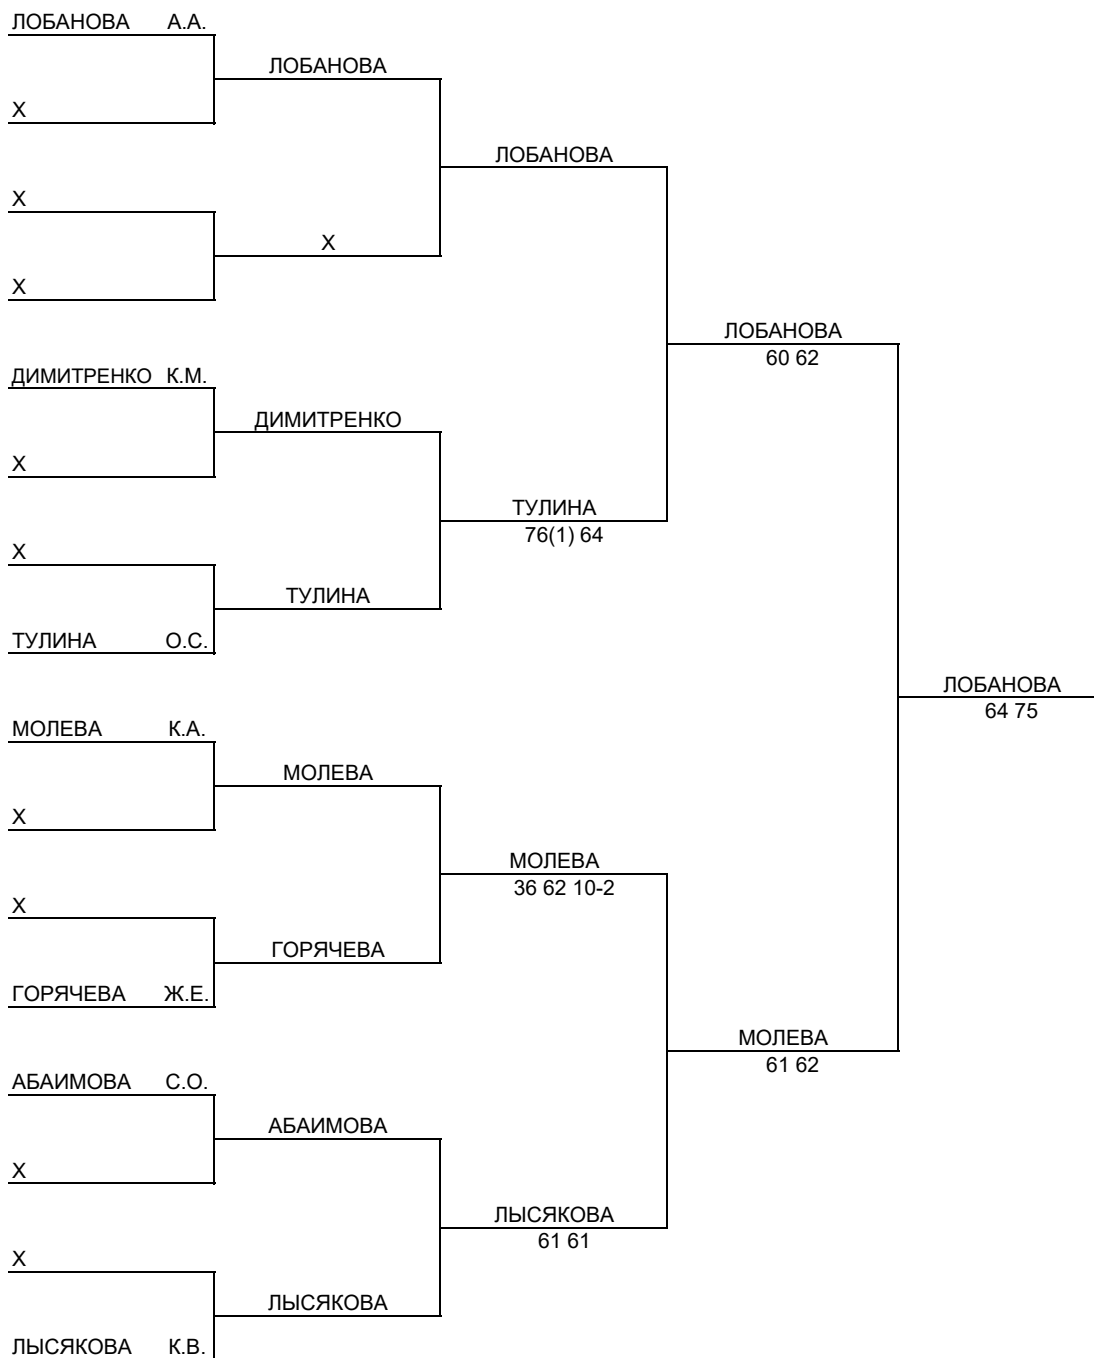 ЛОБАНОВА А.А.
ЛОБАНОВА
Х
ЛОБАНОВА
Х
Х
Х
ЛОБАНОВА
60 62
ДИМИТРЕНКО К.М.
ДИМИТРЕНКО
Х
ТУЛИНА
76(1) 64
Х
ТУЛИНА
ТУЛИНА О.С.
ЛОБАНОВА
64 75
МОЛЕВА К.А.
МОЛЕВА
Х
МОЛЕВА
36 62 10-2
Х
ГОРЯЧЕВА
ГОРЯЧЕВА Ж.Е.
МОЛЕВА
61 62
АБАИМОВА С.О.
АБАИМОВА
Х
ЛЫСЯКОВА
61 61
Х
ЛЫСЯКОВА
ЛЫСЯКОВА К.В.